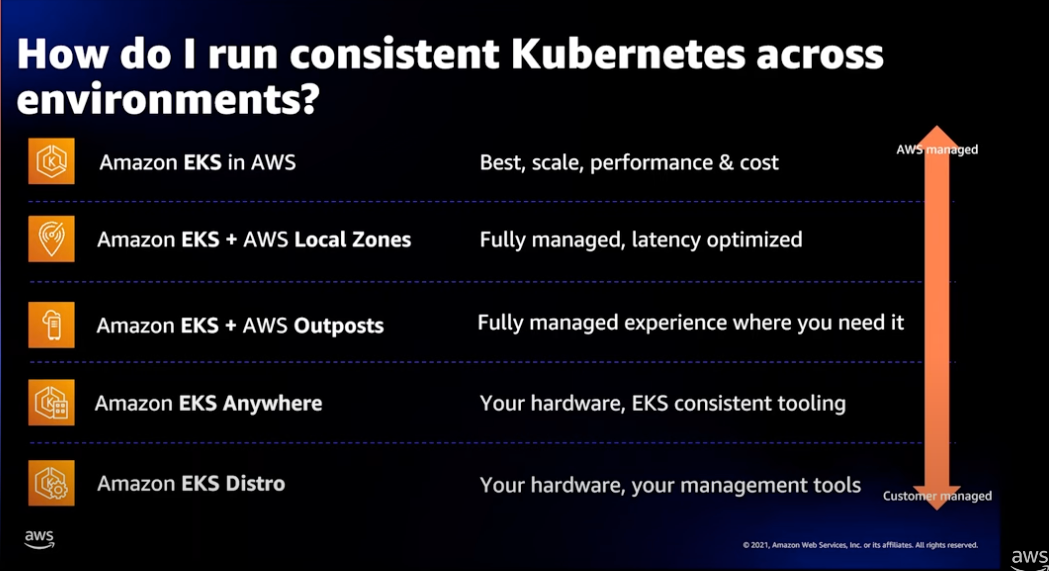 How do I run consistent Kubernetes across
environments?
Amazon EKS in AWS
Best, scale, performance & cost
AWS managed
Amazon EKS + AWS Local Zones
Fully managed, latency optimized
Amazon EKS + AWS Outposts
Fully managed experience where you need it
Amazon EKS Anywhere
Your hardware, EKS consistent tooling
Amazon EKS Distro
Your hardware, your management tools
Customer managed
aws
© 2021, Amazon Web Services, Inc. or its affiliates. All rights reserved.
aws